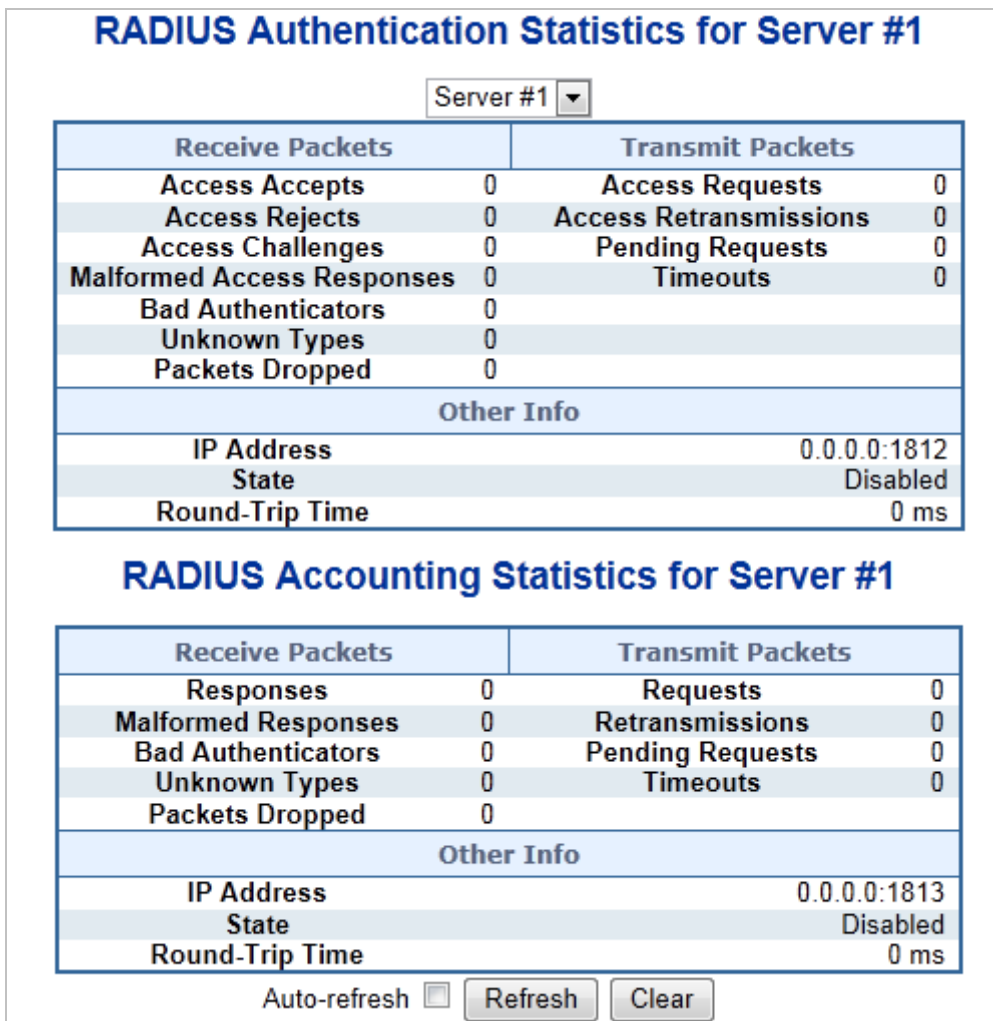 RADIUS Authentication Statistics for Server #1
Server #1
Receive Packets Transmit Packets
Access Accepts 0 Access Requests 0
Access Rejects 0 Access Retransmissions 0
Access Challenges 0 Pending Requests 0
Malformed Access Responses 0 Timeouts 0
Bad Authenticators 0
Unknown Types 0
Packets Dropped 0
Other Info
IP Address 0.0.0.0:1812
State Disabled
Round-Trip Time 0 ms
RADIUS Accounting Statistics for Server #1
Receive Packets Transmit Packets
Responses 0 Requests 0
Malformed Responses 0 Retransmissions 0
Bad Authenticators 0 Pending Requests 0
Unknown Types 0 Timeouts 0
Packets Dropped 0
Other Info
IP Address 0.0.0.0:1813
State Disabled
Round-Trip Time 0 ms
Auto-refresh Refresh Clear